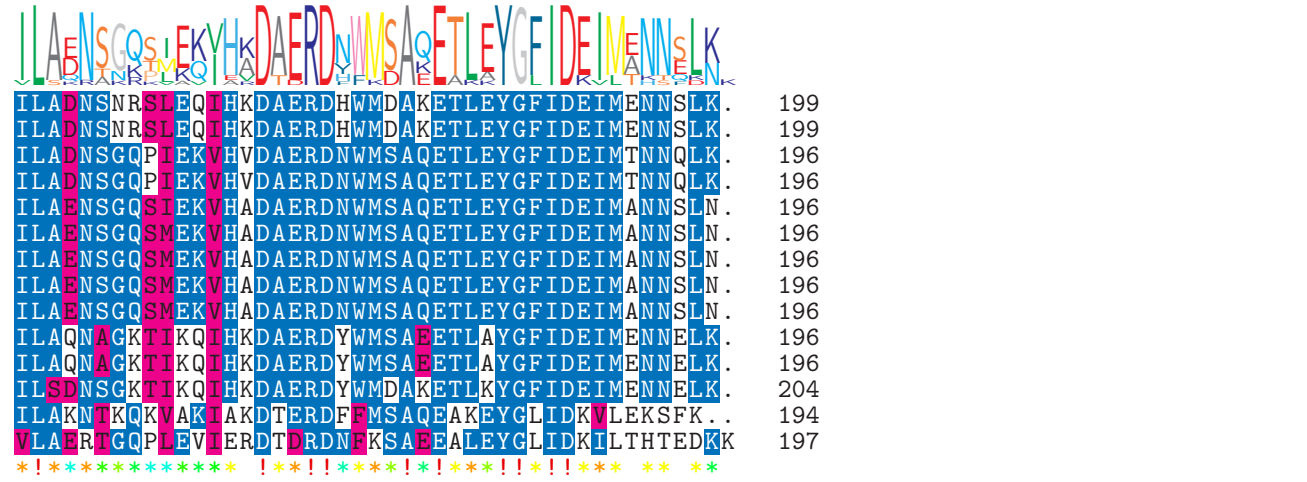 ILADNSNRSLEQIHKDAERDHWMDAKETLEYGFIDEIMENNSLK. 199
ILADNSNRSLEQIHKDAERDHWMDAKETLEYGFIDEIMENNSLK. 199
ILADNSGQPIEKVHVDAERDNWMSAQETLEYGFIDEIMTNNQLK. 196
ILADNSGQPIEKVHVDAERDNWMSAQETLEYGFIDEIMTNNQLK. 196
ILAENSGQSIEKVHADAERDNWMSAQETLEYGFIDEIMANNSLN. 196
ILAENSGQSMEKVHADAERDNWMSAQETLEYGFIDEIMANNSLN. 196
ILAENSGQSMEKVHADAERDNWMSAQETLEYGFIDEIMANNSLN. 196
ILAENSGQSMEKVHADAERDNWMSAQETLEYGFIDEIMANNSLN. 196
ILAENSGQSMEKVHADAERDNWMSAQETLEYGFIDEIMANNSLN. 196
ILAQNAGKTIKQIHKDAERDYWMSAEETLAYGFIDEIMENNELK. 196
ILAQNAGKTIKQIHKDAERDYWMSAEETLAYGFIDEIMENNELK. 196
ILSDNSGKTIKQIHKDAERDYWMDAKETLKYGFIDEIMENNELK. 204
ILAKNTKQKVAKIAKDTERDFFMSAQEAKEYGLIDKVLEKSFK.. 194
VLAERTGQPLEVIERDTDRDNFKSAEEALEYGLIDKILTHTEDKK 197
*!************ !**!!****!*!***!!*!!*** ** **